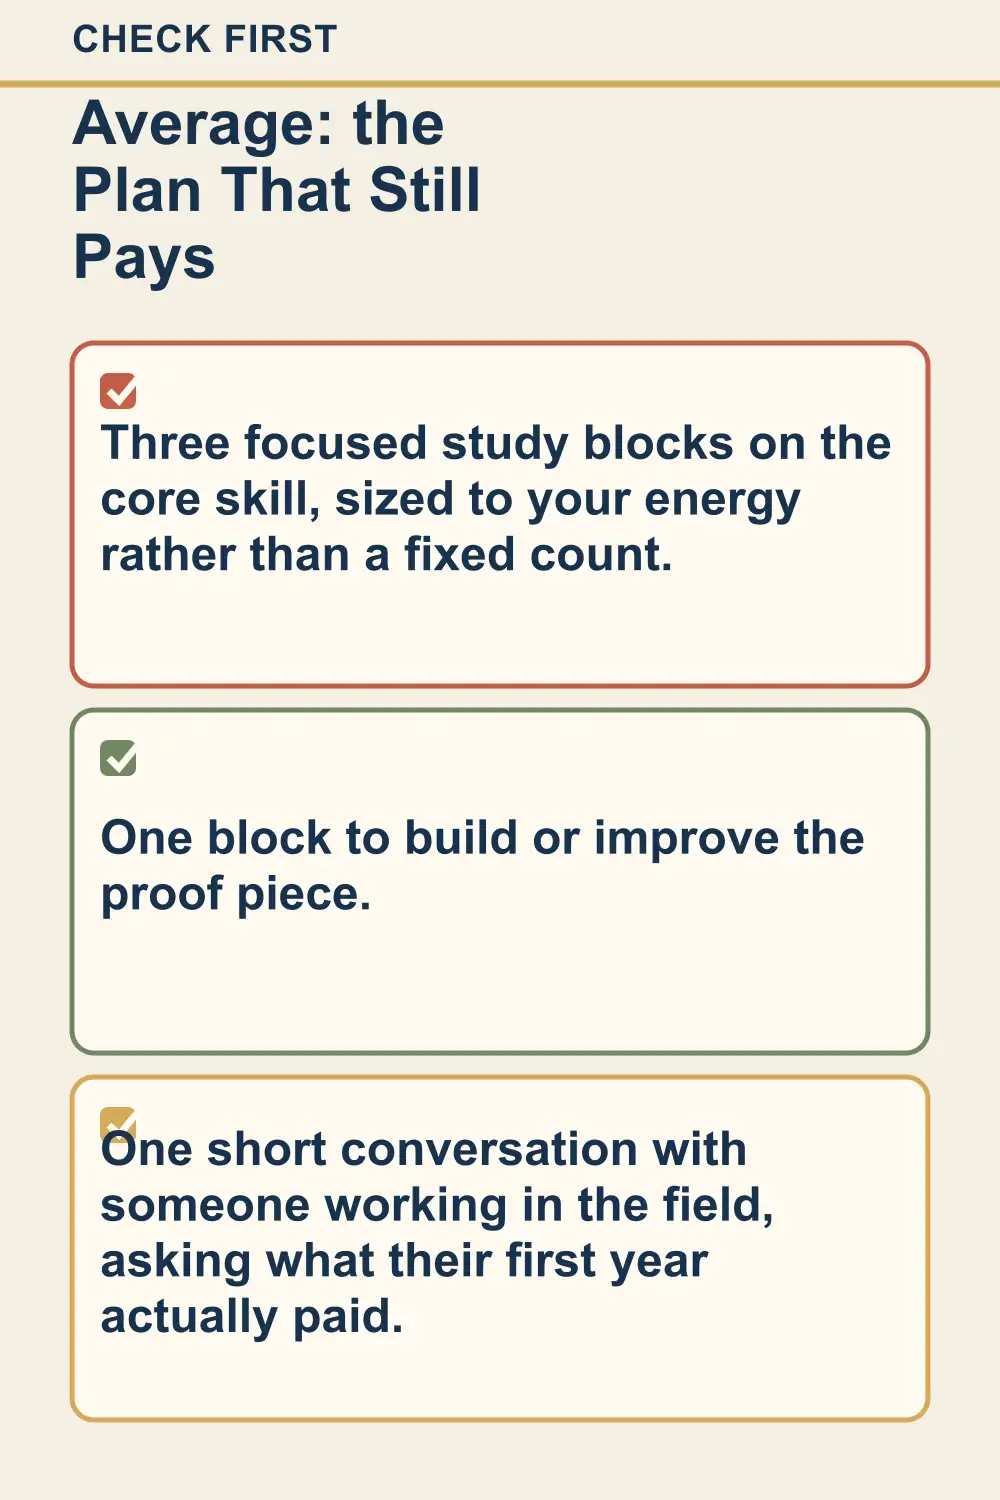 CHECK FIRST
Average: the
Plan That Still
Pays
Three focused study blocks on the
core skill, sized to your energy
rather than a fixed count.
One block to build or improve the
proof piece.
One short conversation with
someone working in the field,
asking what their first year
actually paid.